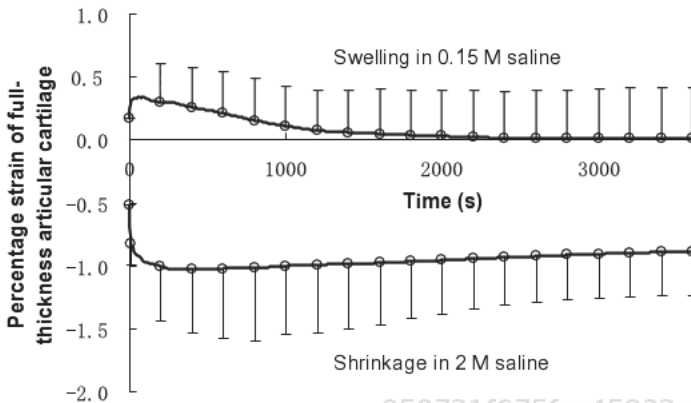 Percentage strain of full-
thickness articular cartilage
1.0
0.5
0.0
-0.5
-1.0
-1.5
-2.0
Swelling in 0.15 M saline
0
1000
2000
3000
Time (s)
Shrinkage in 2 M saline